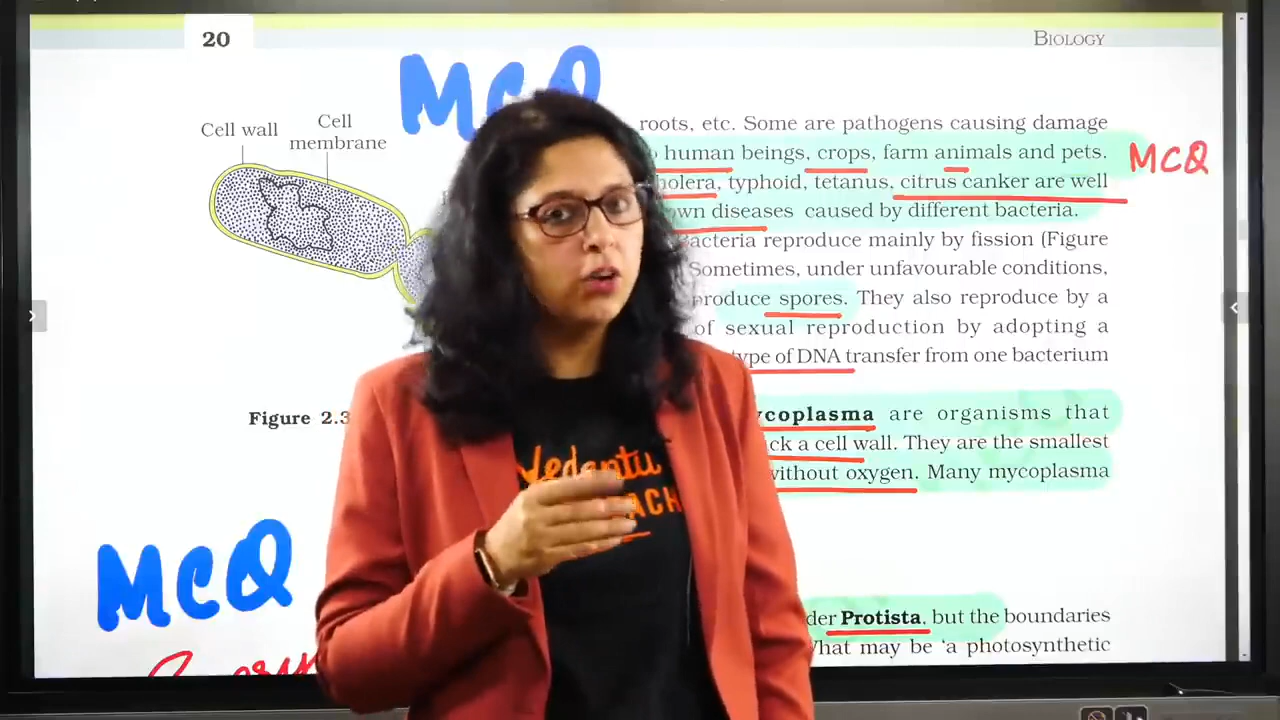 20
BIOLOGY
MCQ
Cell wall
Cell membrane
roots, etc. Some are pathogens causing damage
human beings, crops, farm animals and pets.
MCQ
typhoid, tetanus, citrus canker are well
diseases caused by different bacteria.
reproduce mainly by fission (Figure
Sometimes, under unfavourable conditions,
spores. They also reproduce by a
of sexual reproduction by adopting a
type of DNA transfer from one bacterium
Figure 2.3
are organisms that
a cell wall. They are the smallest
without oxygen. Many mycoplasma
MCQ
Vedantu
Protista, but the boundaries
What may be 'a photosynthetic